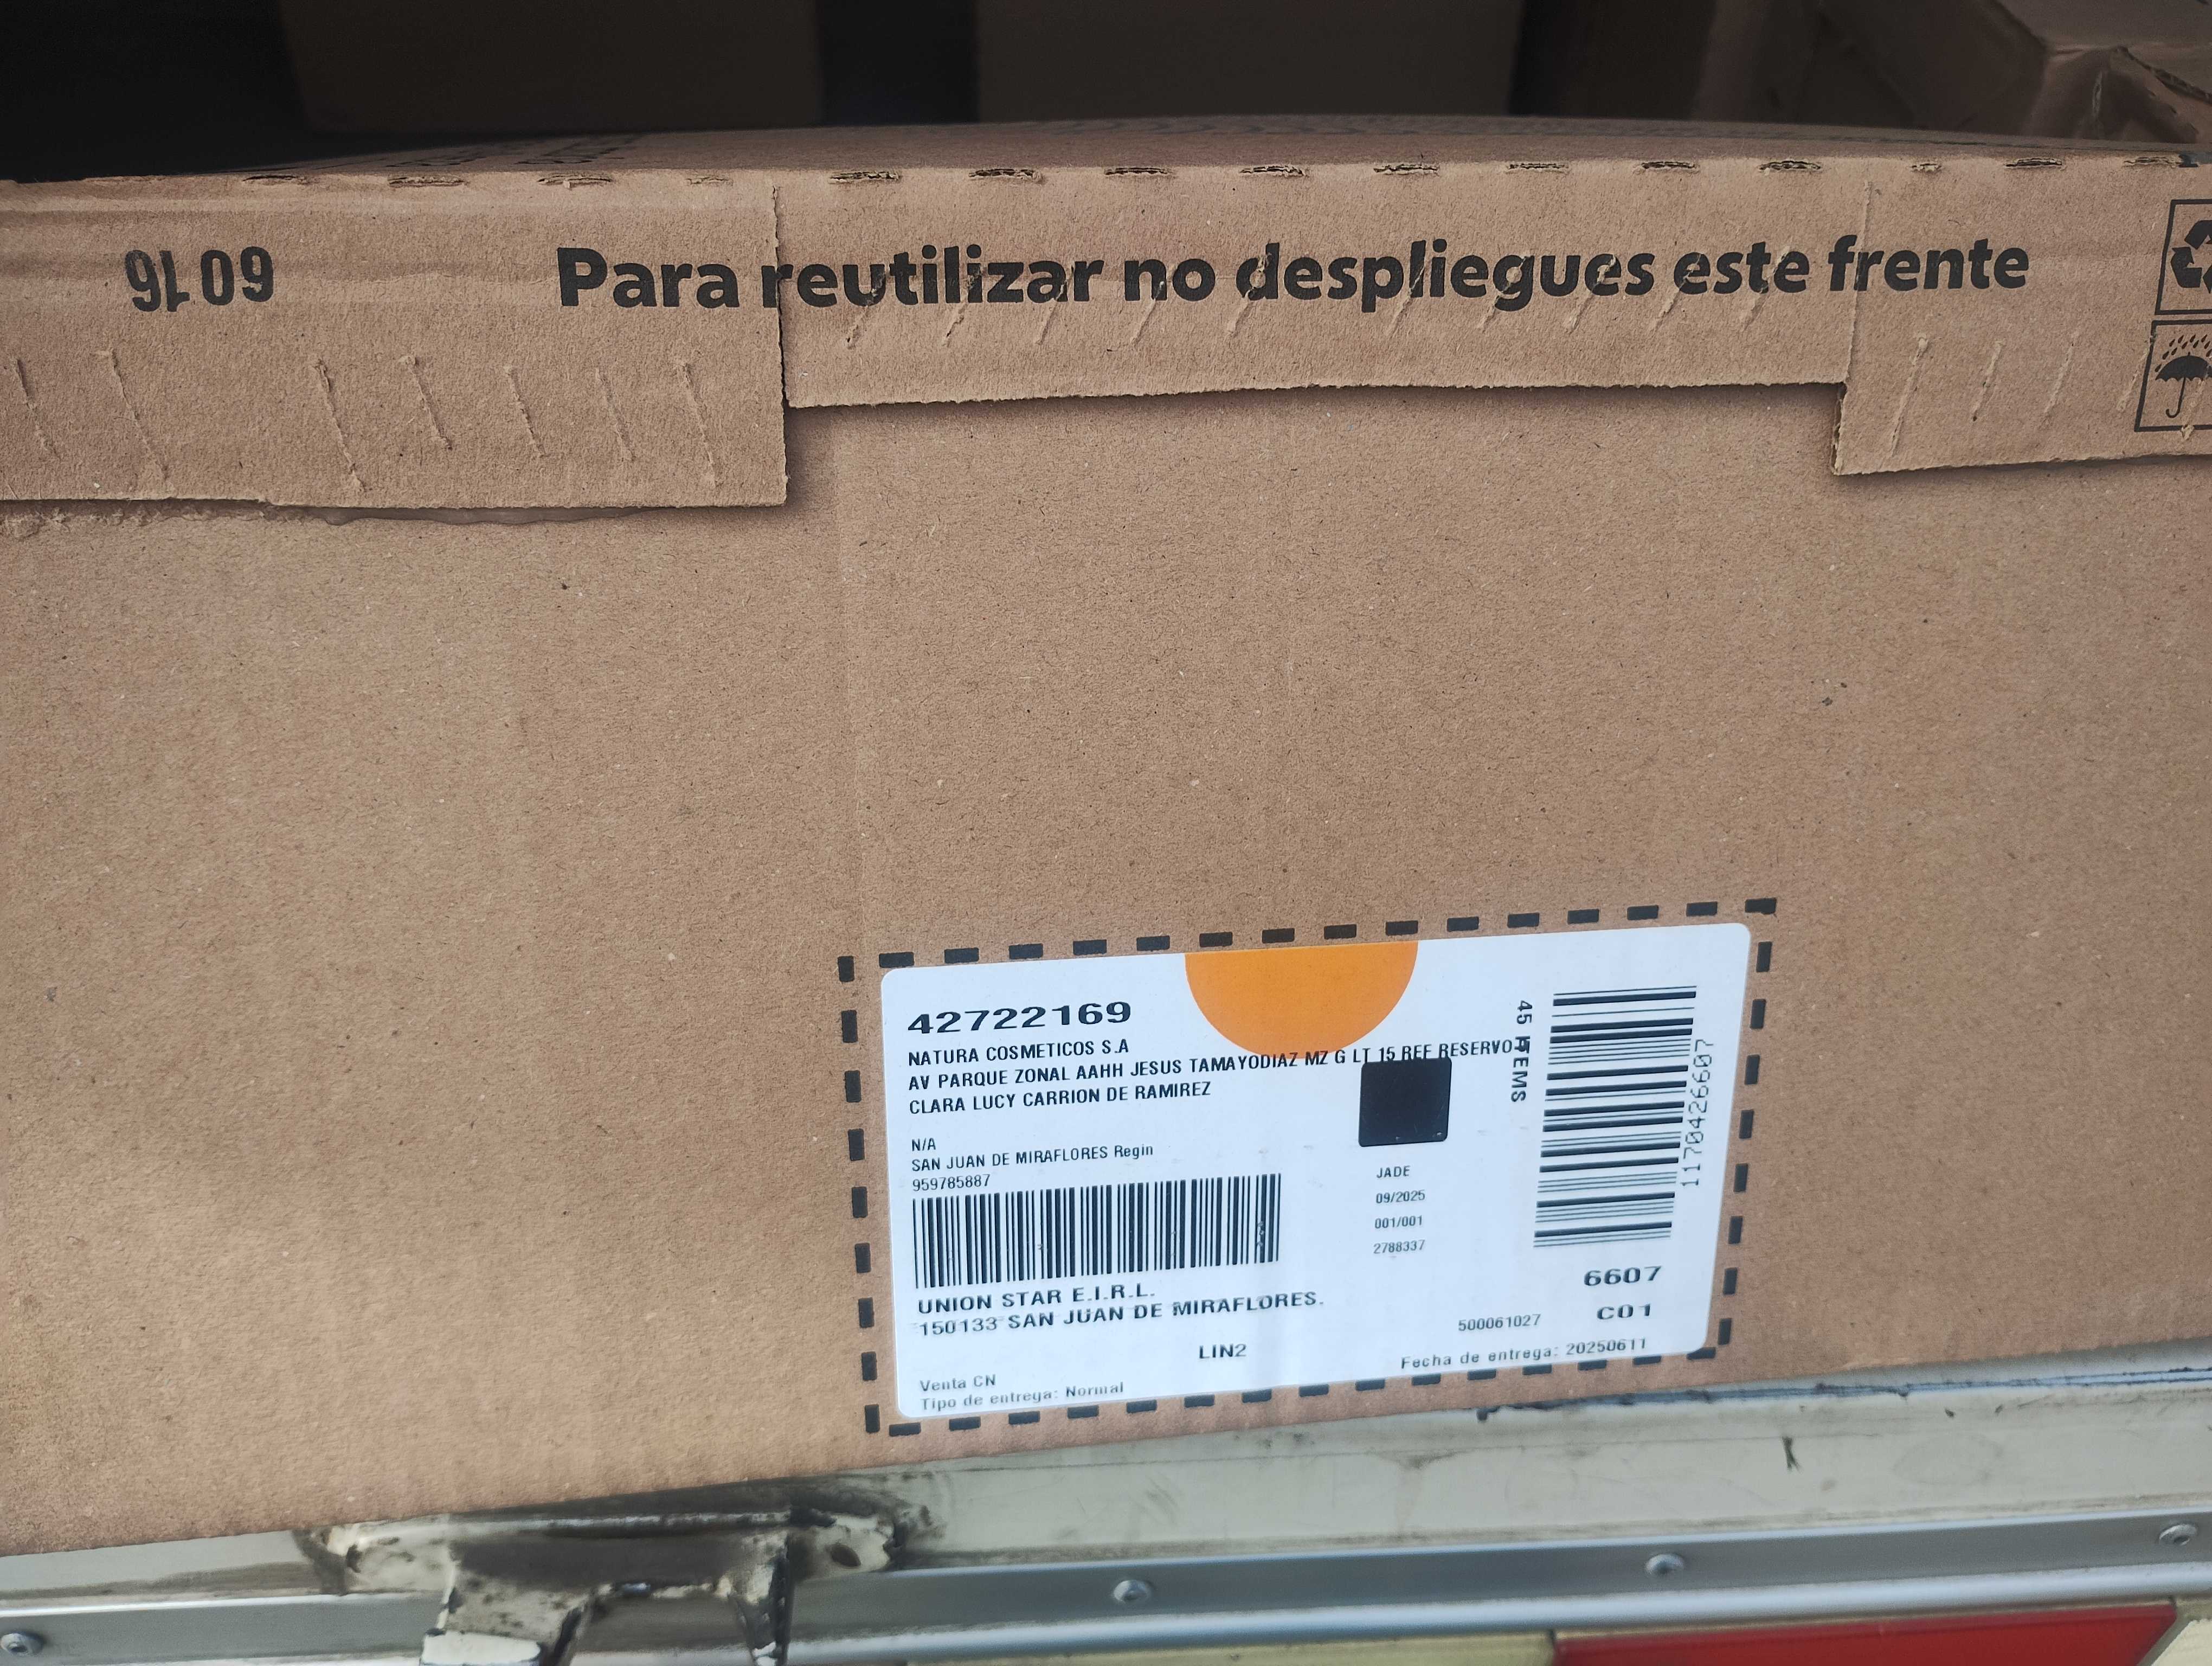 60 16
Para reutilizar no despliegues este frente
42722169
NATURA COSMETICOS S.A
AV PARQUE ZONAL AAHH JESUS TAMAYODIAZ MZ G LT 15 REF RESERVO
CLARA LUCY CARRION DE RAMIREZ
N/A
SAN JUAN DE MIRAFLORES Regin
959785887
UNION STAR E.I.R.L.
150133 SAN JUAN DE MIRAFLORES.
LIN2
Venta CN
Tipo de entrega: Normal
JADE
09/2025
001/001
2788337
45 ITEMS
1170426607
6607
C01
500061027
Fecha de entrega: 20250611